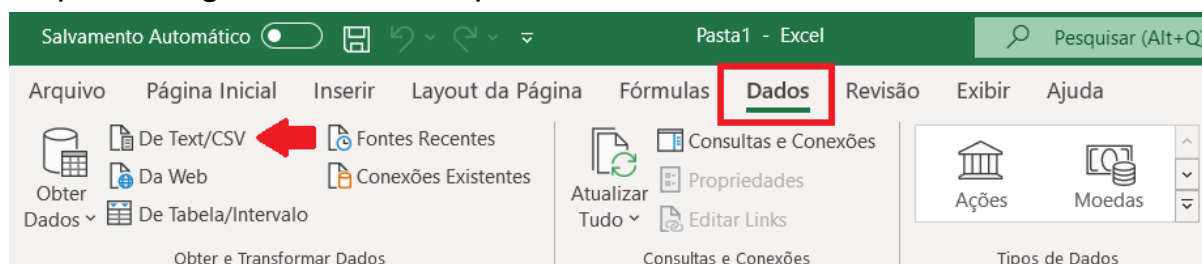 Salvamento Automático Pasta1 - Excel Pesquisar (Alt+Q)
Arquivo Página Inicial Inserir Layout da Página Fórmulas Dados Revisão Exibir Ajuda
De Text/CSV
Da Web
De Tabela/Intervalo
Obter
Dados
Fontes Recentes
Conexões Existentes
Obter e Transformar Dados
Atualizar
Tudo
Consultas e Conexões
Propriedades
Editar Links
Consultas e Conexões
Ações
Moedas
Tipos de Dados